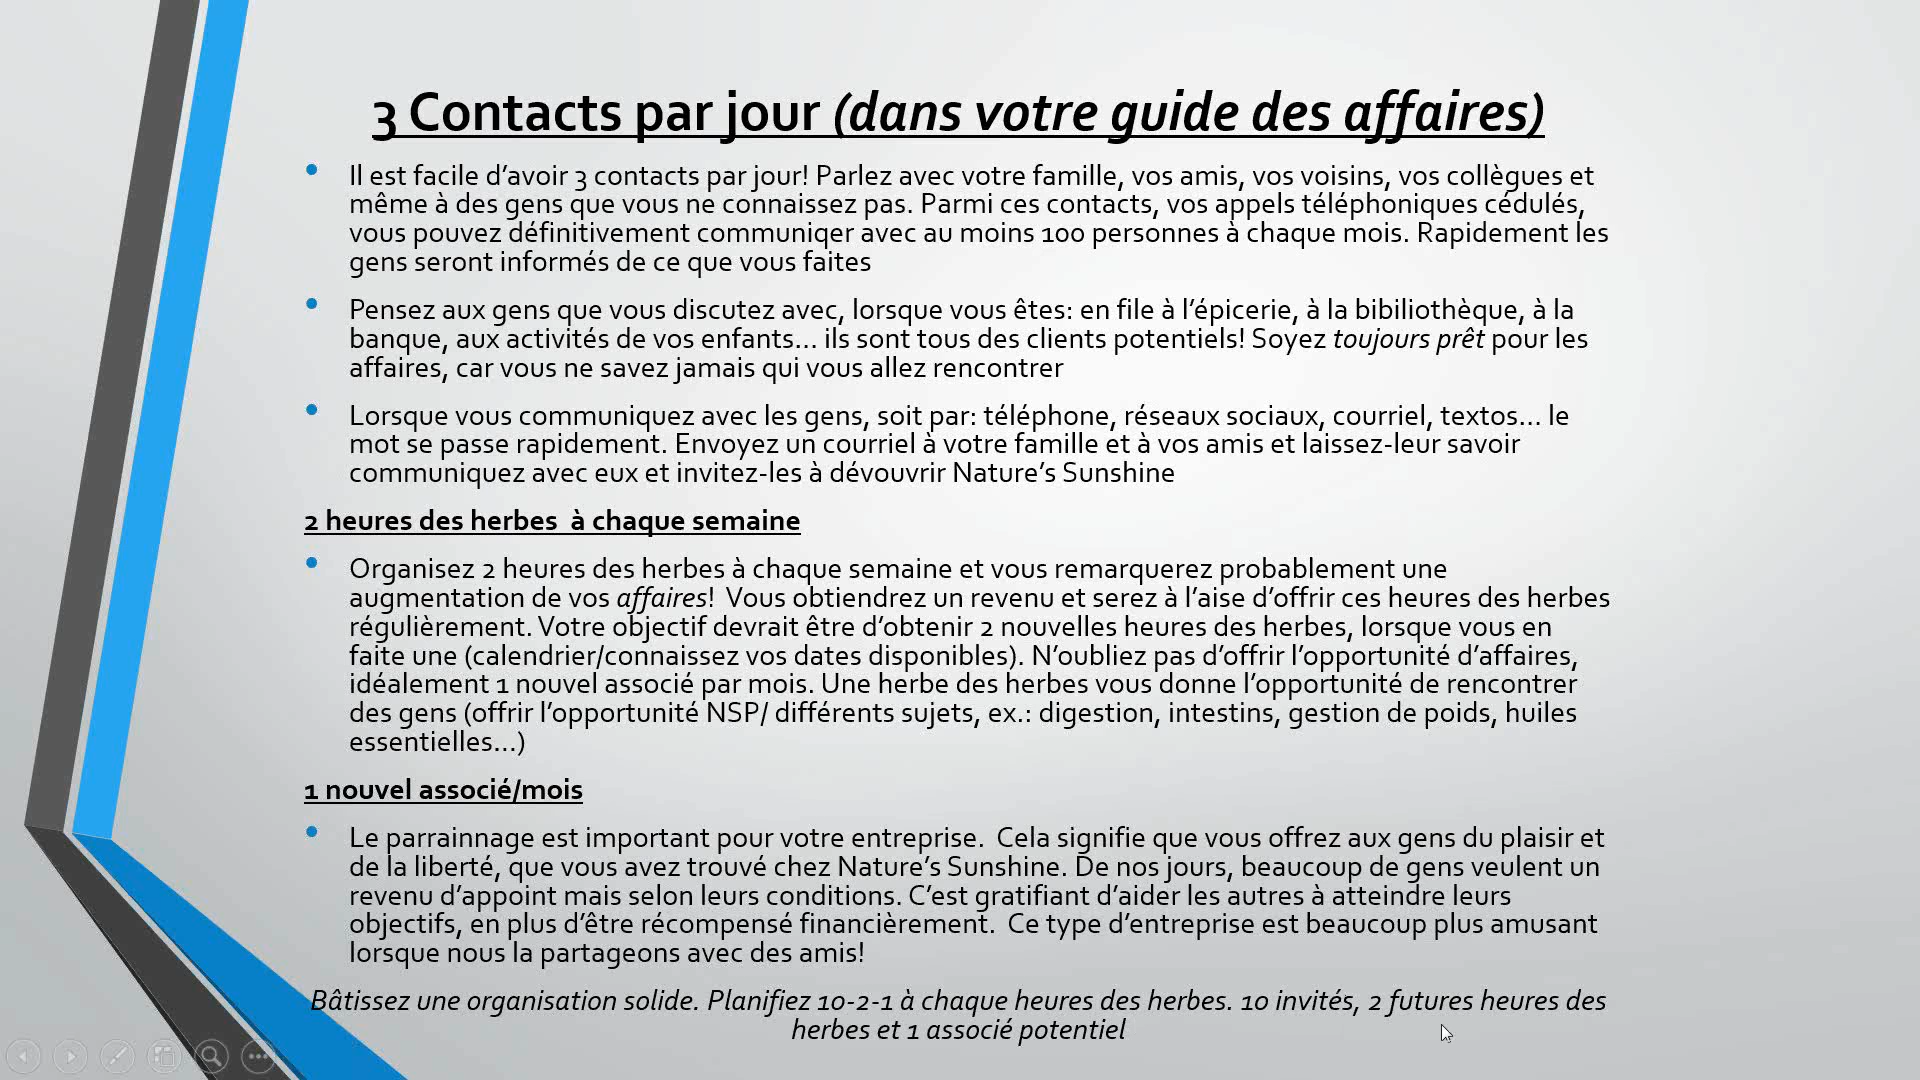 3 Contacts par jour (dans votre guide des affaires)
Il est facile d’avoir 3 contacts par jour! Parlez avec votre famille, vos amis, vos voisins, vos collègues et
même à des gens que vous ne connaissez pas. Parmi ces contacts, vos appels téléphoniques cédulés,
vous pouvez définitivement communiqer avec au moins 100 personnes à chaque mois. Rapidement les
gens seront informés de ce que vous faites
Pensez aux gens que vous discutez avec, lorsque vous êtes: en file à l’épicerie, à la bibiliothèque, à la
banque, aux activités de vos enfants... ils sont tous des clients potentiels! Soyez toujours prêt pour les
affaires, car vous ne savez jamais qui vous allez rencontrer
Lorsque vous communiquez avec les gens, soit par: téléphone, réseaux sociaux, courriel, textos... le
mot se passe rapidement. Envoyez un courriel à votre famille et à vos amis et laissez-leur savoir
communiquez avec eux et invitez-les à dévouvrir Nature’s Sunshine
2 heures des herbes  à chaque semaine
Organisez 2 heures des herbes à chaque semaine et vous remarquerez probablement une
augmentation de vos affaires!  Vous obtiendrez un revenu et serez à l’aise d’offrir ces heures des herbes
régulièrement. Votre objectif devrait être d’obtenir 2 nouvelles heures des herbes, lorsque vous en
faite une (calendrier/connaissez vos dates disponibles). N’oubliez pas d’offrir l’opportunité d’affaires,
idéalement 1 nouvel associé par mois. Une herbe des herbes vous donne l’opportunité de rencontrer
des gens (offrir l’opportunité NSP/ différents sujets, ex.: digestion, intestins, gestion de poids, huiles
essentielles...)
1 nouvel associé/mois
Le parrainnage est important pour votre entreprise.  Cela signifie que vous offrez aux gens du plaisir et
de la liberté, que vous avez trouvé chez Nature’s Sunshine. De nos jours, beaucoup de gens veulent un
revenu d’appoint mais selon leurs conditions. C’est gratifiant d’aider les autres à atteindre leurs
objectifs, en plus d’être récompensé financièrement.  Ce type d’entreprise est beaucoup plus amusant
lorsque nous la partageons avec des amis!
Bâtissez une organisation solide. Planifiez 10-2-1 à chaque heures des herbes. 10 invités, 2 futures heures des
herbes et 1 associé potentiel